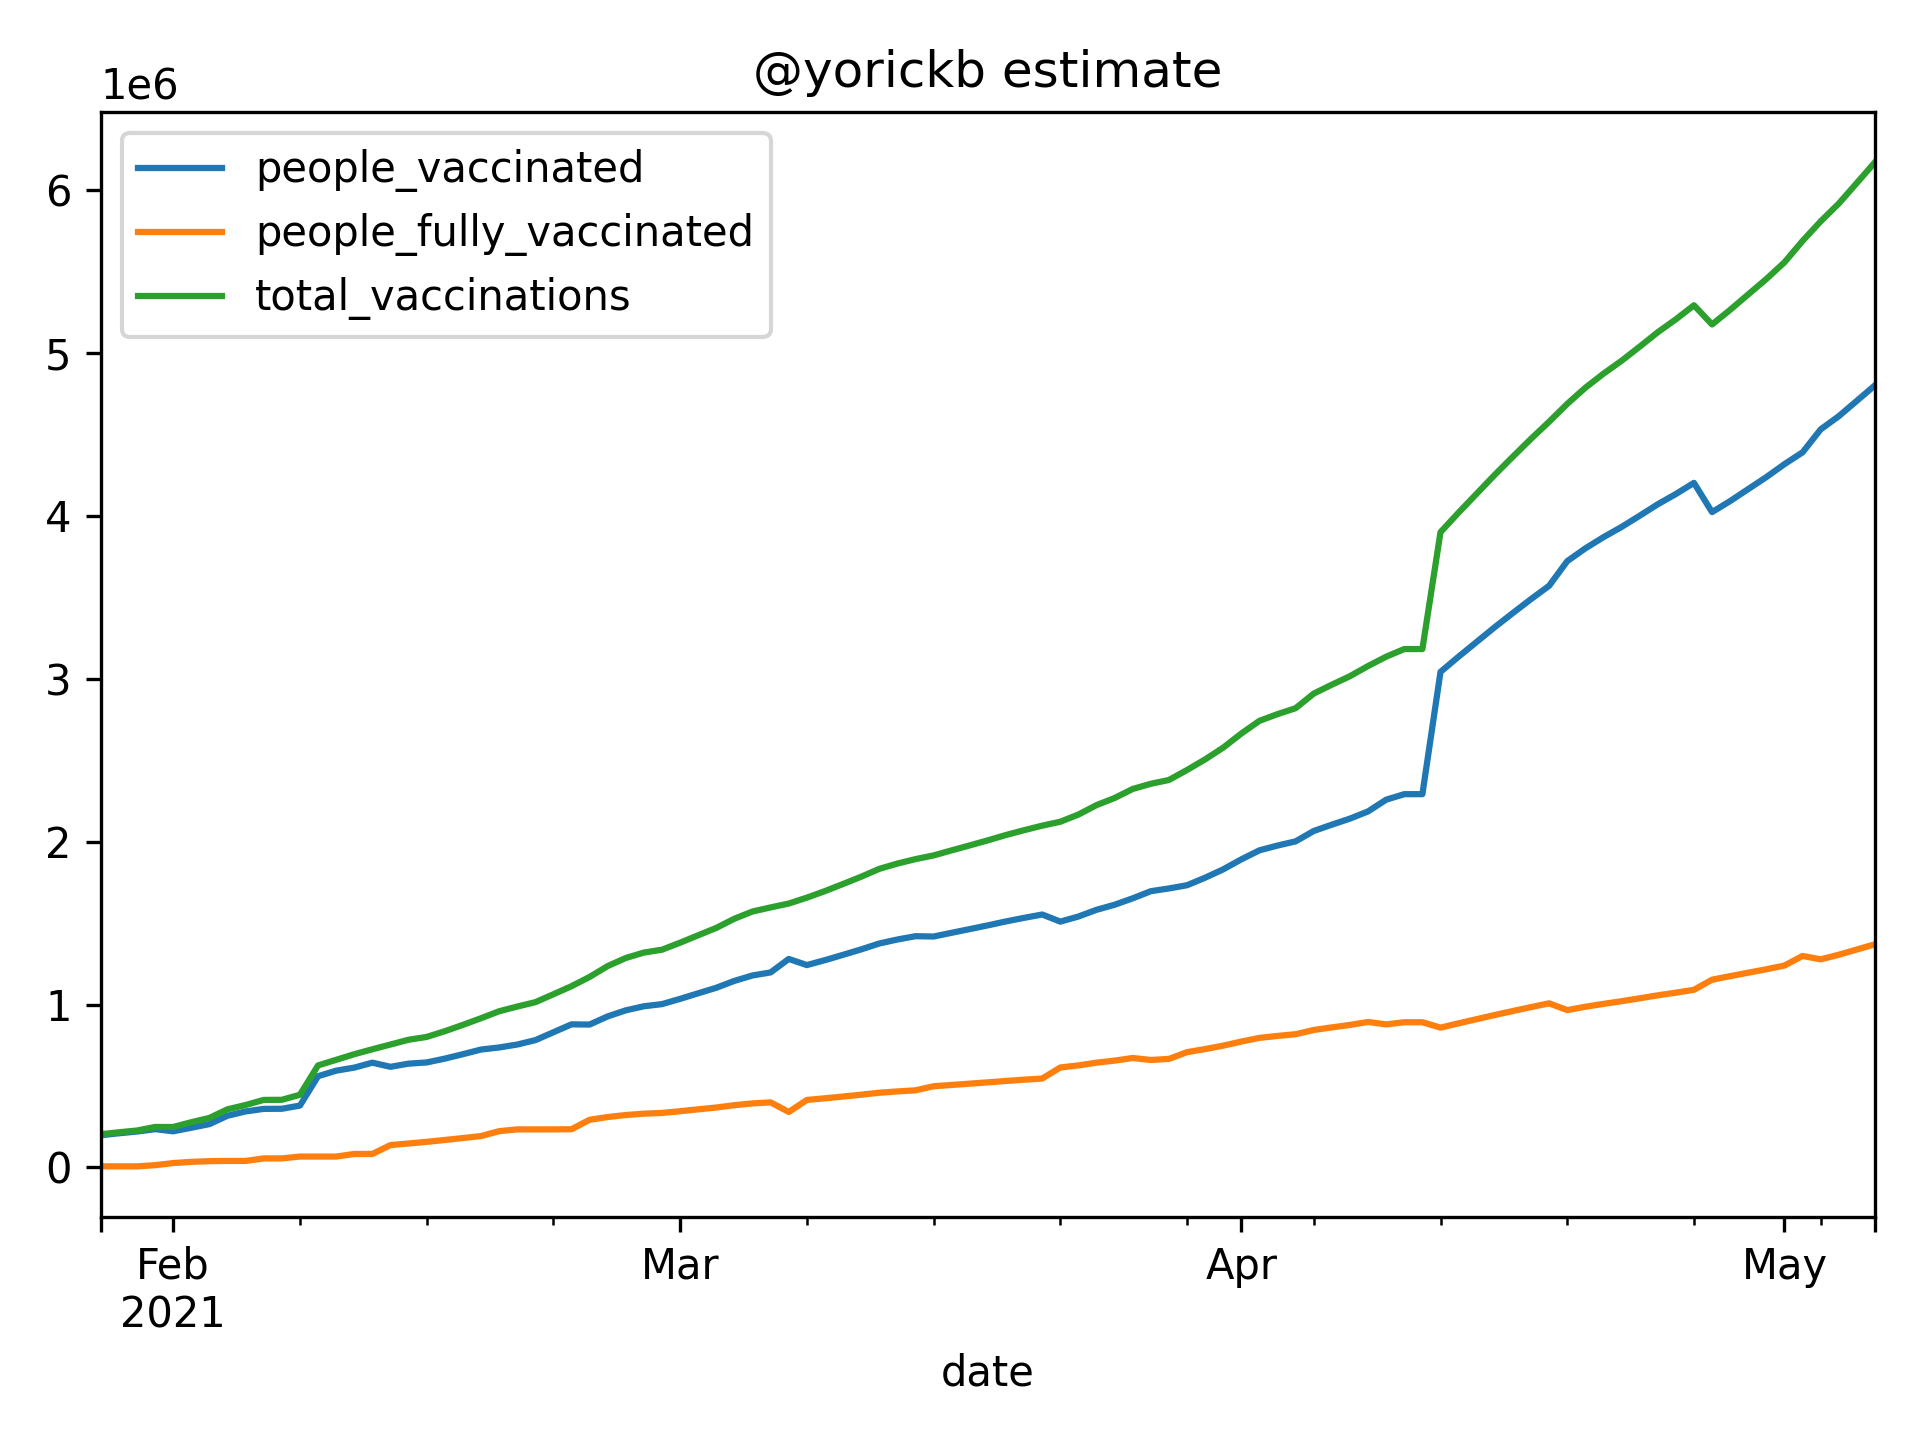 @yorickb estimate
1e6
people_vaccinated
people_fully_vaccinated
total_vaccinations
6
5
4
3
2
1
0
Feb Mar Apr May
2021
date